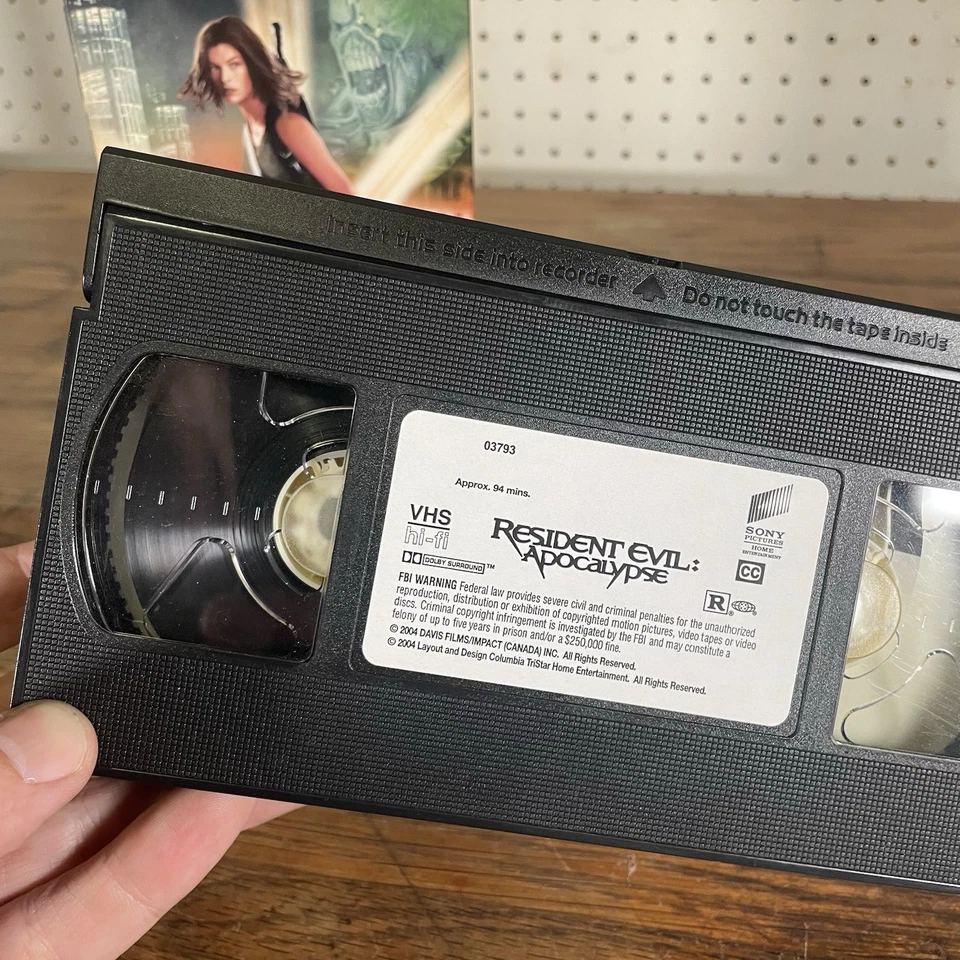 Insert this side into recorder Do not touch the tape inside
03793
Approx. 94 mins.
VHS
hi-fi
DOLBY SURROUND™
RESIDENT EVIL:
APOCALYPSE
SONY
PICTURES
HOME
ENTERTAINMENT
CC
R
FBI WARNING Federal law provides severe civil and criminal penalties for the unauthorized
reproduction, distribution or exhibition of copyrighted motion pictures, video tapes or video
discs. Criminal copyright infringement is investigated by the FBI and may constitute a
felony of up to five years in prison and/or a $250,000 fine.
© 2004 DAVIS FILMS/IMPACT (CANADA) INC. All Rights Reserved.
© 2004 Layout and Design Columbia TriStar Home Entertainment. All Rights Reserved.